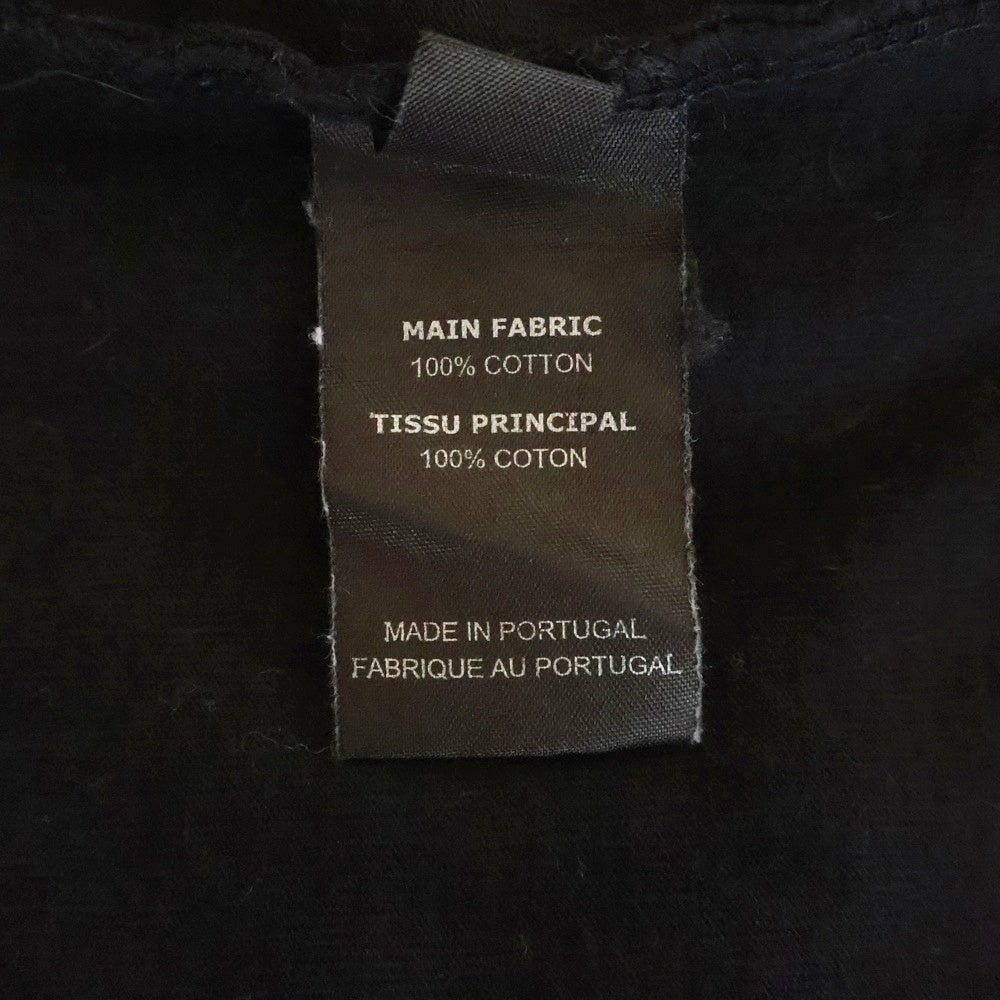 MAIN FABRIC
100% COTTON
TISSU PRINCIPAL
100% COTON
MADE IN PORTUGAL
FABRIQUE AU PORTUGAL